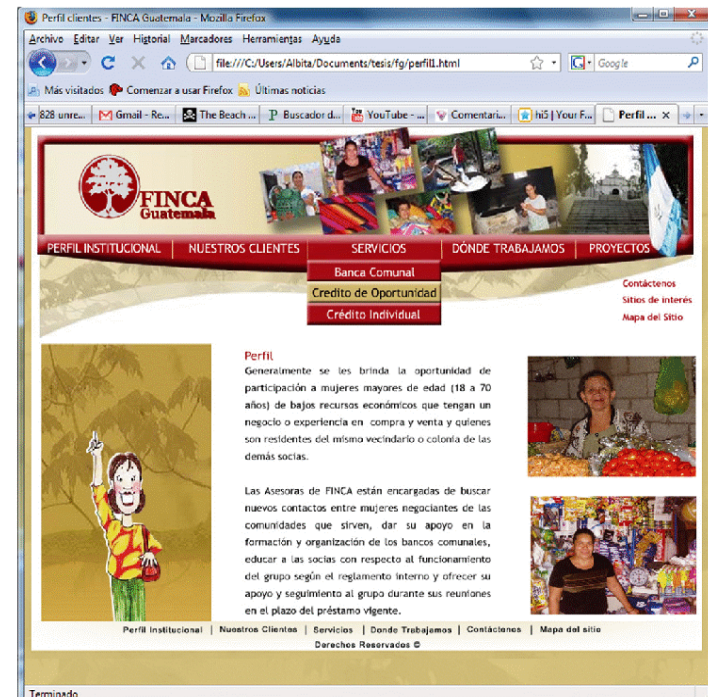 Perfil clientes - FINCA Guatemala - Mozilla Firefox
Archivo Editar Ver Historial Marcadores Herramientas Ayuda
file:///C:/Users/Albita/Documents/tesis/fg/perfil1.html
Google
Más visitados Comenzar a usar Firefox Últimas noticias
828 unre... Gmail - Re... The Beach ... Buscador d... YouTube - ... Comentari... hi5 | Your F... Perfil ...
FINCA
Guatemala
PERFIL INSTITUCIONAL | NUESTROS CLIENTES | SERVICIOS | DÓNDE TRABAJAMOS | PROYECTOS
Banca Comunal
Credito de Oportunidad
Crédito Individual
Contáctenos
Sitios de interés
Mapa del Sitio
Perfil
Generalmente se les brinda la oportunidad de
participación a mujeres mayores de edad (18 a 70
años) de bajos recursos económicos que tengan un
negocio o experiencia en compra y venta y quienes
son residentes del mismo vecindario o colonia de las
demás socias.
Las Asesoras de FINCA están encargadas de buscar
nuevos contactos entre mujeres negociantes de las
comunidades que sirven, dar su apoyo en la
formación y organización de los bancos comunales,
educar a las socias con respecto al funcionamiento
del grupo según el reglamento interno y ofrecer su
apoyo y seguimiento al grupo durante sus reuniones
en el plazo del préstamo vigente.
Perfil Institucional | Nuestros Clientes | Servicios | Donde Trabajamos | Contáctenos | Mapa del sitio
Derechos Reservados ©
Terminado